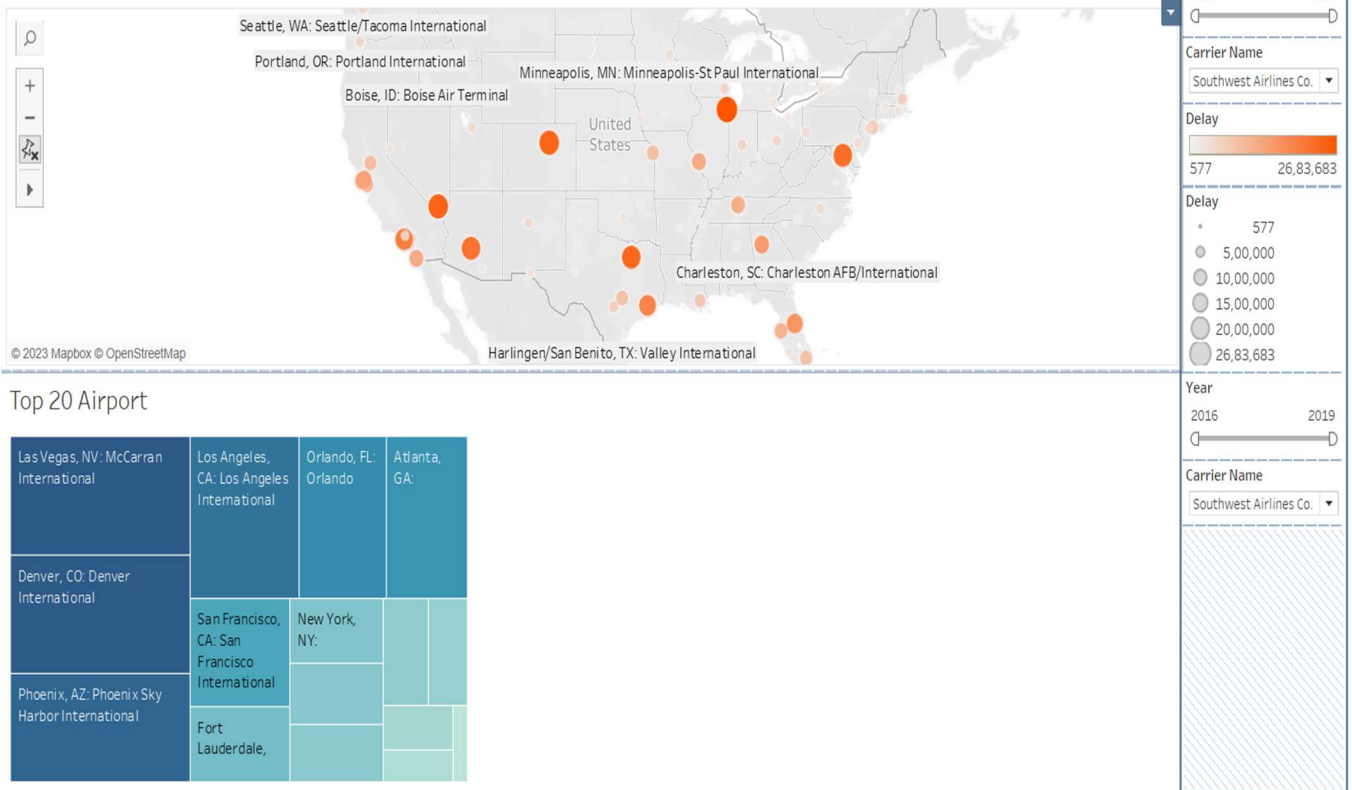 Seattle, WA: Seattle/Tacoma International
Portland, OR: Portland International
Minneapolis, MN: Minneapolis-St Paul International
Boise, ID: Boise Air Terminal
United
States
Charleston, SC: Charleston AFB/International
Harlingen/San Benito, TX: Valley International
© 2023 Mapbox © OpenStreetMap
Carrier Name
Southwest Airlines Co.
Delay
577 26,83,683
Delay
577
5,00,000
10,00,000
15,00,000
20,00,000
26,83,683
Year
2016 2019
Carrier Name
Southwest Airlines Co.
Top 20 Airport
Las Vegas, NV: McCarran
International
Denver, CO: Denver
International
Phoenix, AZ: Phoenix Sky
Harbor International
Los Angeles,
CA: Los Angeles
International
Orlando, FL:
Orlando
Atlanta,
GA:
San Francisco,
CA: San
Francisco
International
New York,
NY:
Fort
Lauderdale,